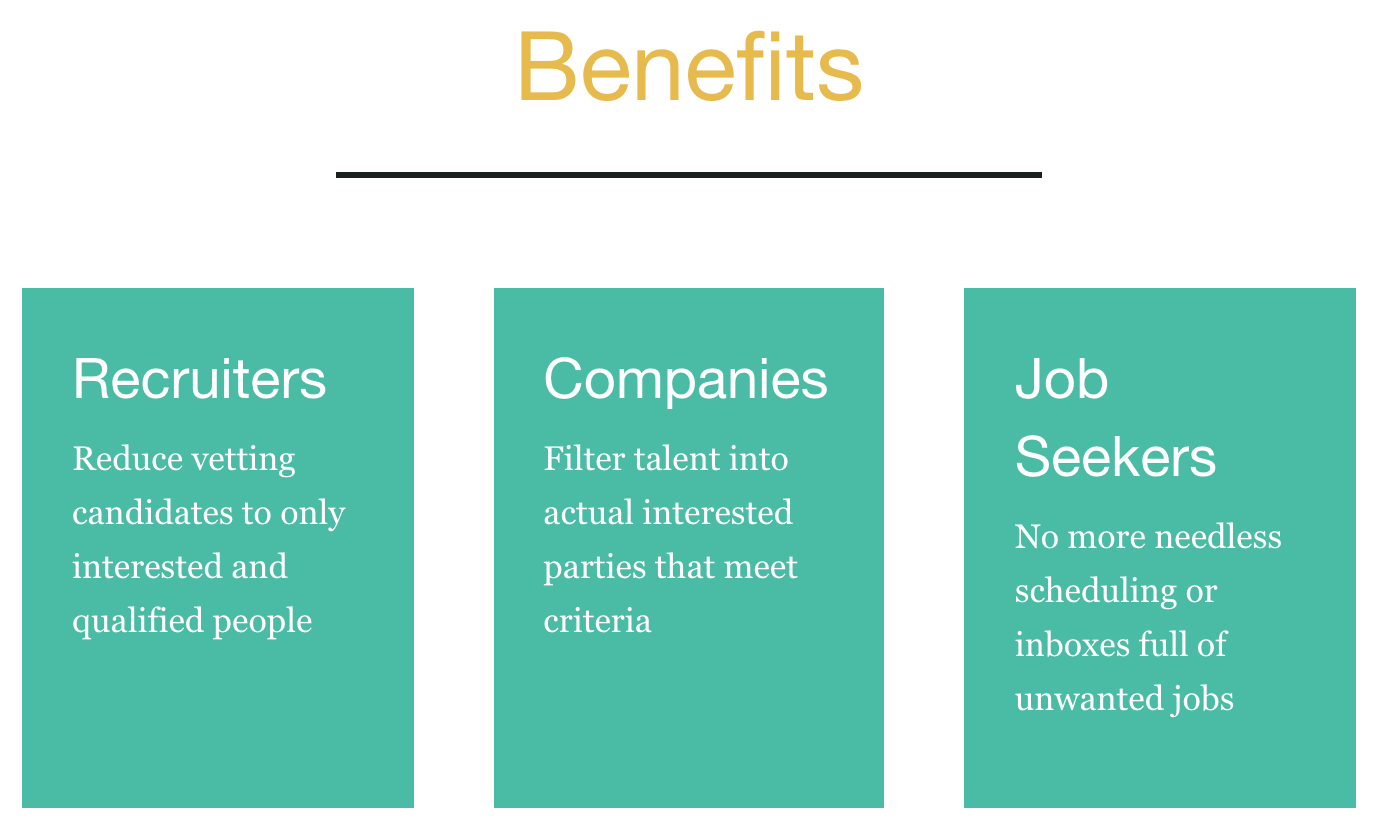 Benefits
Recruiters
Reduce vetting
candidates to only
interested and
qualified people
Companies
Filter talent into
actual interested
parties that meet
criteria
Job
Seekers
No more needless
scheduling or
inboxes full of
unwanted jobs